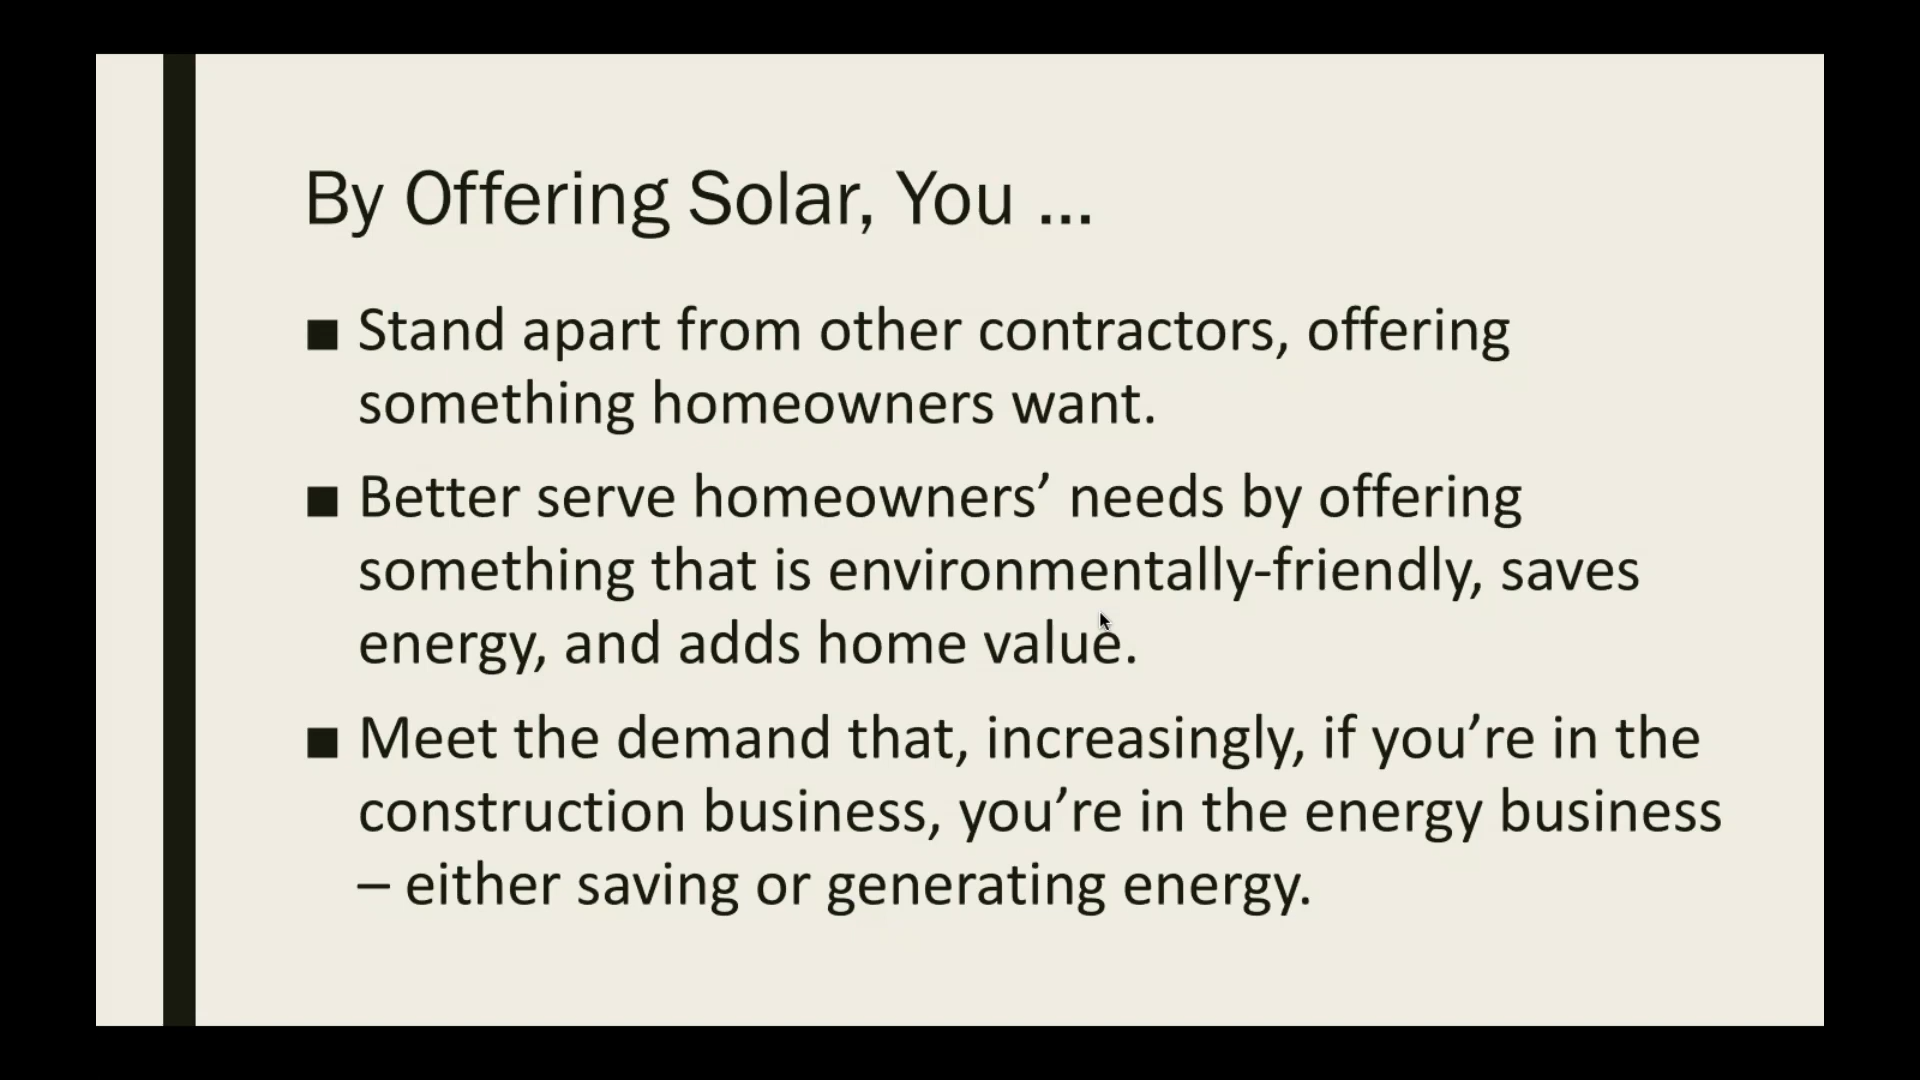 By Offering Solar, You ...
■ Stand apart from other contractors, offering
something homeowners want.
■ Better serve homeowners’ needs by offering
something that is environmentally-friendly, saves
energy, and adds home value.
■ Meet the demand that, increasingly, if you’re in the
construction business, you’re in the energy business
– either saving or generating energy.